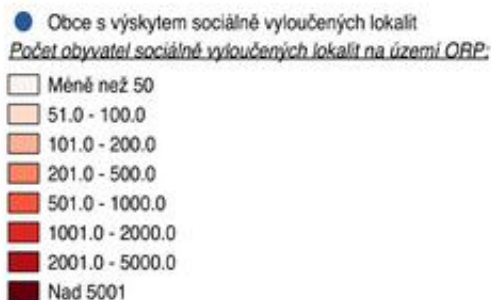 Obce s výskytem sociálně vyloučených lokalit
Počet obyvatel sociálně vyloučených lokalit na území ORP:
Méně než 50
51.0 - 100.0
101.0 - 200.0
201.0 - 500.0
501.0 - 1000.0
1001.0 - 2000.0
2001.0 - 5000.0
Nad 5001